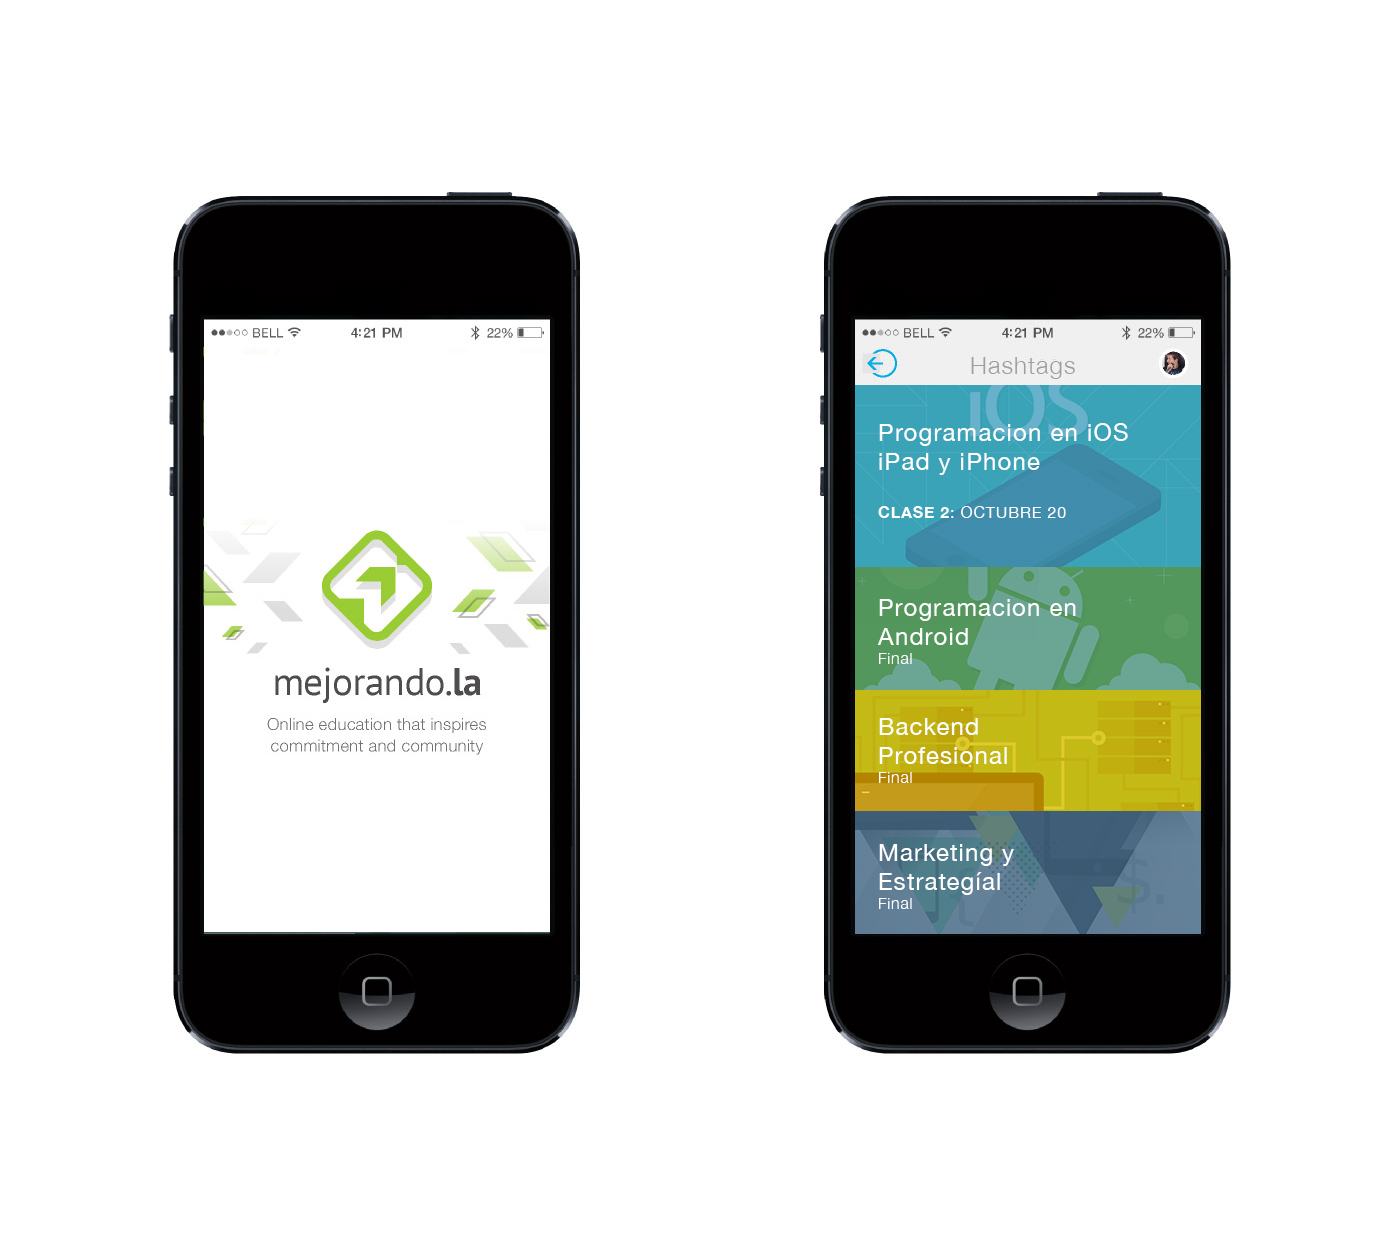 BELL 4:21 PM 22%
mejorando.la
Online education that inspires
commitment and community
BELL 4:21 PM 22%
Hashtags
iOS
Programacion en iOS
iPad y iPhone
CLASE 2: OCTUBRE 20
Programacion en
Android
Final
Backend
Profesional
Final
Marketing y
Estrategíal
Final
$.